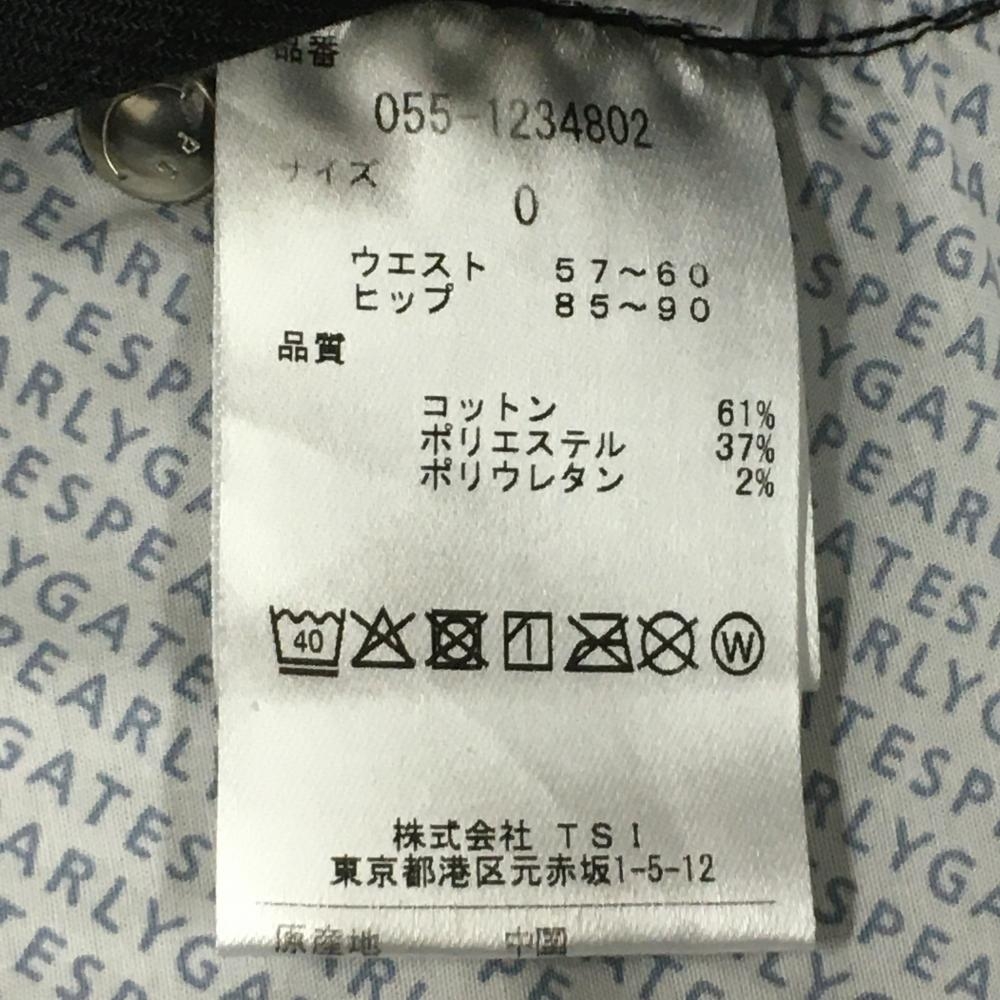 品番
055-1234802
サイズ
0
ウエスト 57～60
ヒップ 85～90
品質
コットン 61%
ポリエステル 37%
ポリウレタン 2%
40 W
株式会社 TSI
東京都港区元赤坂1-5-12
原産地 中国
PEARLYGATES